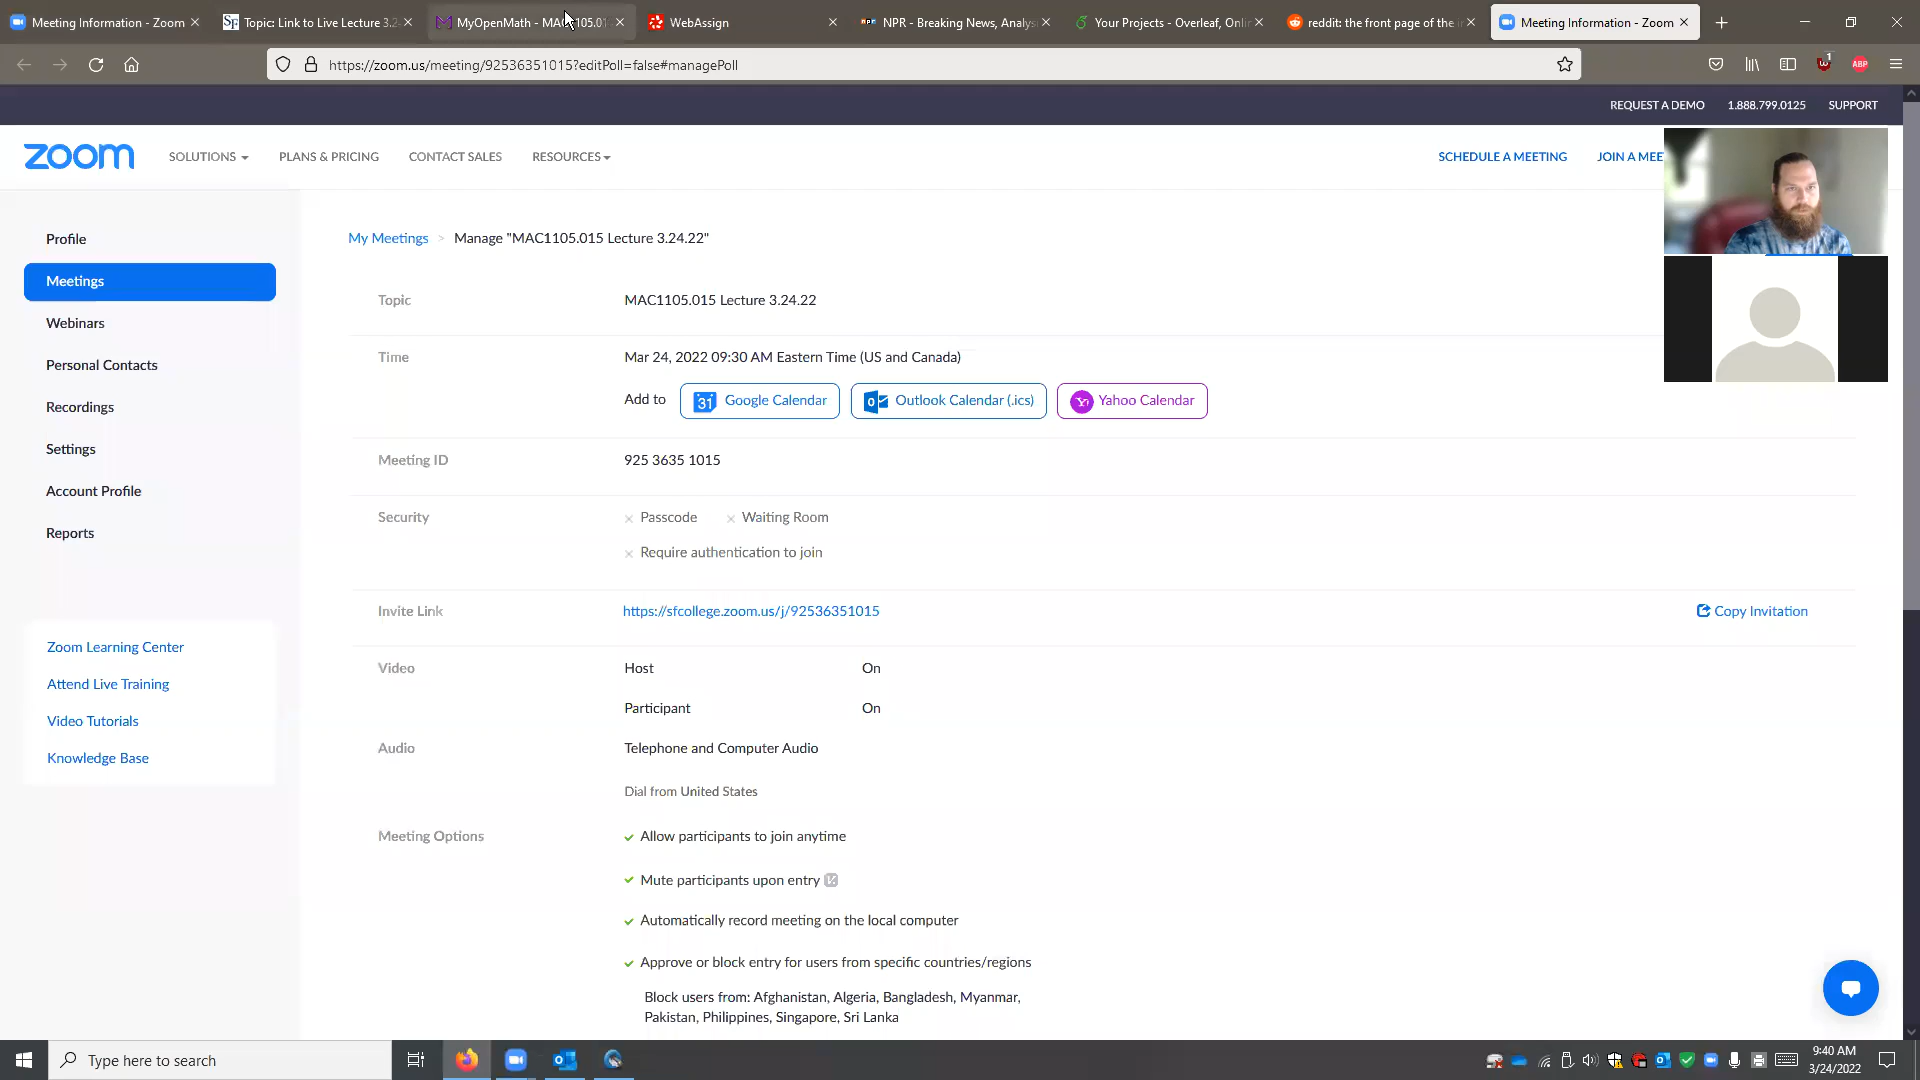 Meeting Information - Zoom
Topic: Link to Live Lecture 3.2
MyOpenMath - MAC1105.01
WebAssign
NPR - Breaking News, Analys
Your Projects - Overleaf, Onli
reddit: the front page of the i
Meeting Information - Zoom
https://zoom.us/meeting/92536351015?editPoll=false#managePoll
1
ABP
REQUEST A DEMO 1.888.799.0125 SUPPORT
zoom SOLUTIONS PLANS & PRICING CONTACT SALES RESOURCES SCHEDULE A MEETING JOIN A MEE
Profile
Meetings
Webinars
Personal Contacts
Recordings
Settings
Account Profile
Reports
Zoom Learning Center
Attend Live Training
Video Tutorials
Knowledge Base
My Meetings > Manage "MAC1105.015 Lecture 3.24.22"
Topic MAC1105.015 Lecture 3.24.22
Time Mar 24, 2022 09:30 AM Eastern Time (US and Canada)
Add to 31 Google Calendar Outlook Calendar (.ics) Yahoo Calendar
Meeting ID 925 3635 1015
Security Passcode Waiting Room
Require authentication to join
Invite Link https://sfcollege.zoom.us/j/92536351015 Copy Invitation
Video Host On
Participant On
Audio Telephone and Computer Audio
Dial from United States
Meeting Options Allow participants to join anytime
Mute participants upon entry
Automatically record meeting on the local computer
Approve or block entry for users from specific countries/regions
Block users from: Afghanistan, Algeria, Bangladesh, Myanmar,
Pakistan, Philippines, Singapore, Sri Lanka
Type here to search
9:40 AM
3/24/2022